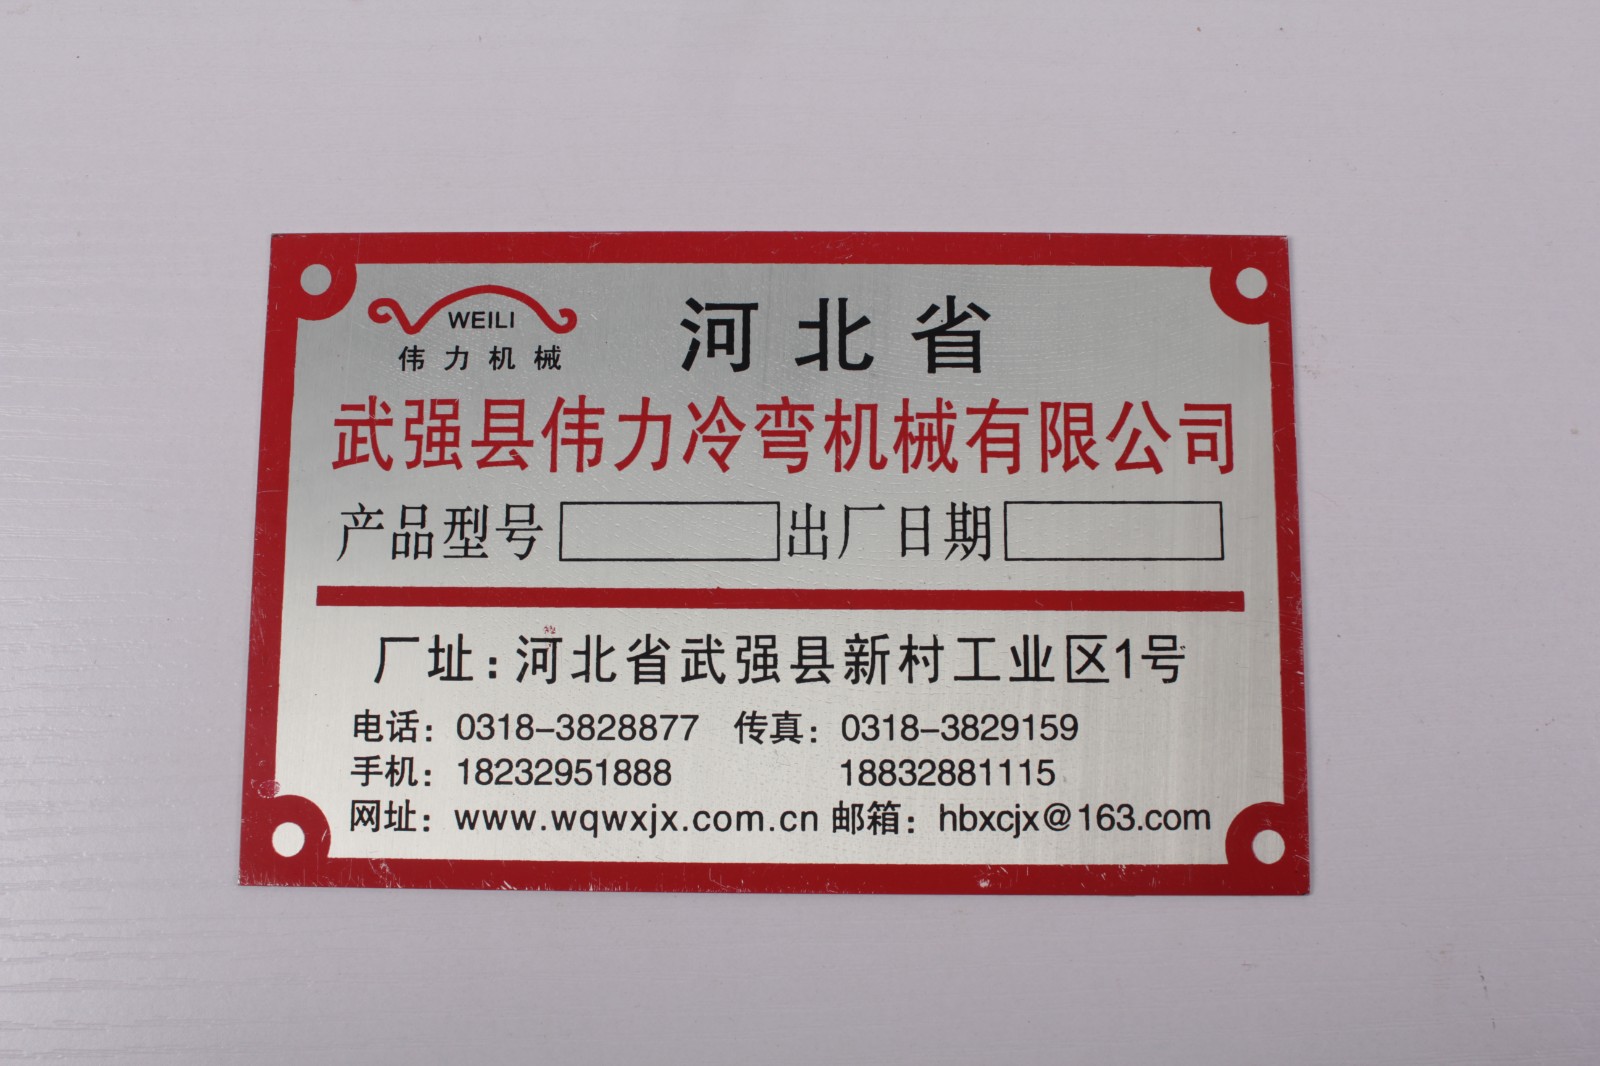 WEILI
伟力机械
河北省
武强县伟力冷弯机械有限公司
产品型号 出厂日期
厂址:河北省武强县新村工业区1号
电话：0318-3828877 传真：0318-3829159
手机：18232951888 18832881115
网址：www.wqwxjx.com.cn 邮箱：hbxcjx@163.com